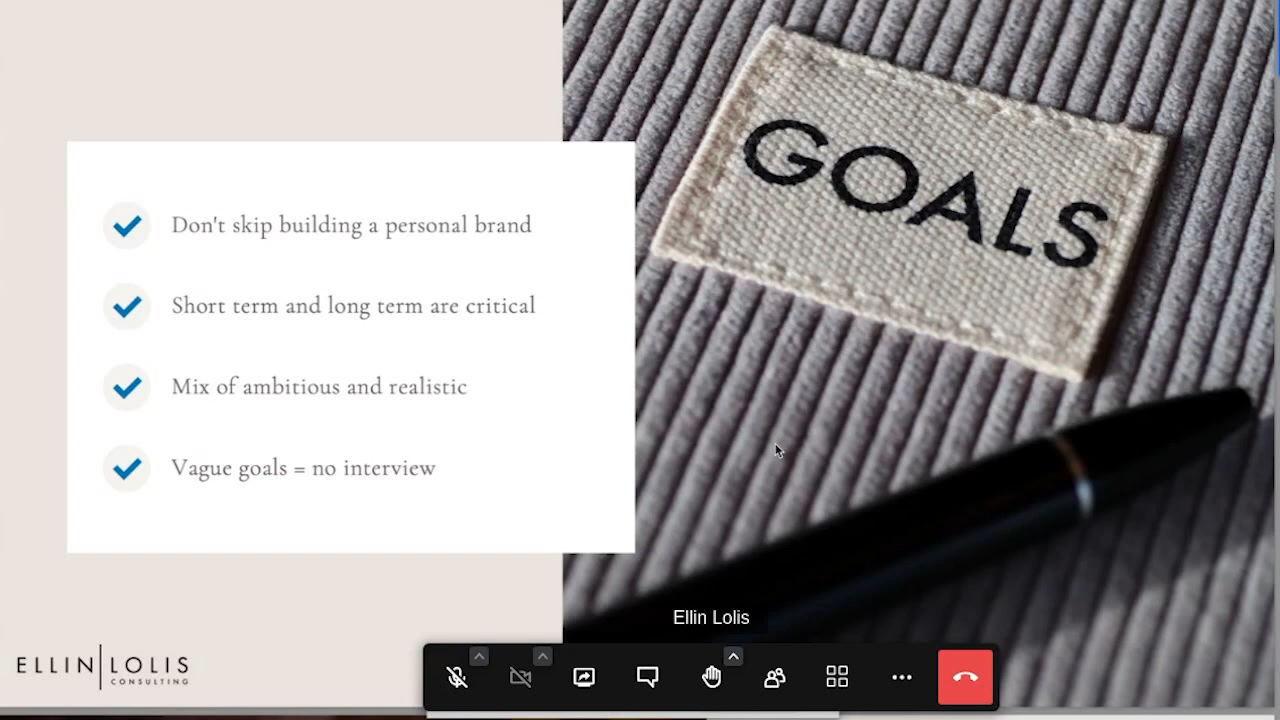 GOALS
Don't skip building a personal brand
Short term and long term are critical
Mix of ambitious and realistic
Vague goals = no interview
Ellin Lolis
ELLIN LOLIS
CONSULTING